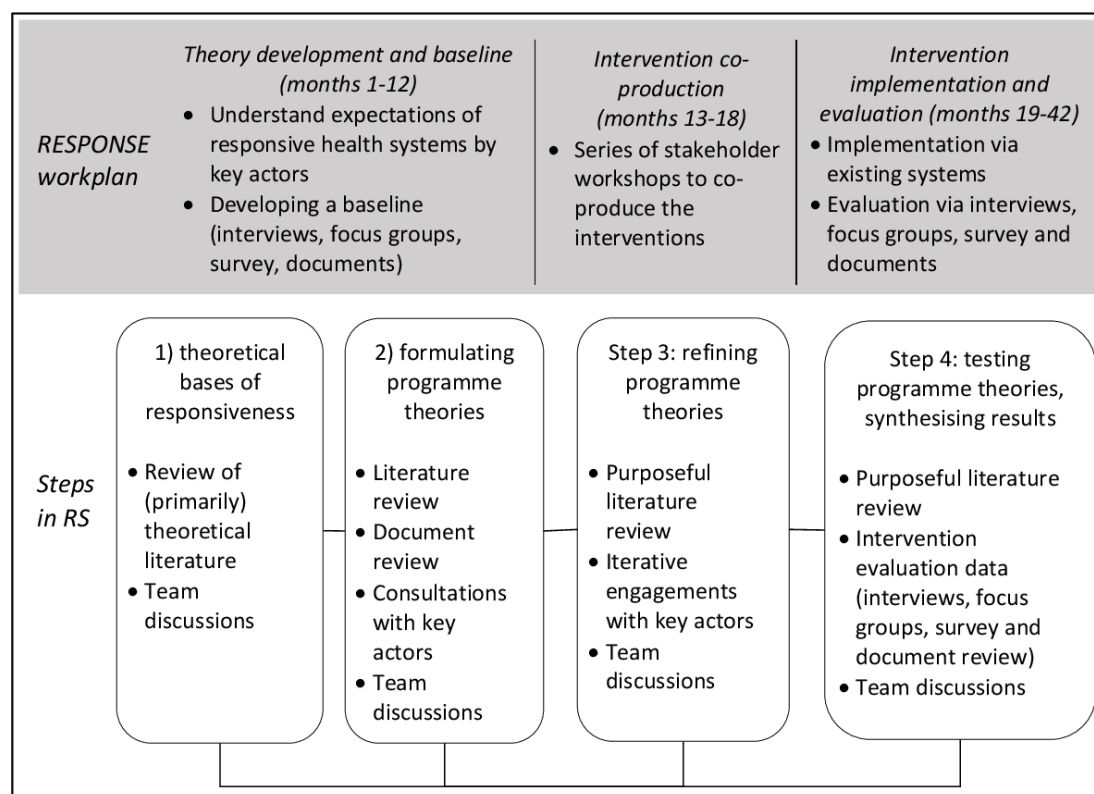 RESPONSE
workplan
Theory development and baseline
(months 1-12)
• Understand expectations of
responsive health systems by
key actors
• Developing a baseline
(interviews, focus groups,
survey, documents)
Intervention co-
production
(months 13-18)
• Series of stakeholder
workshops to co-
produce the
interventions
Intervention
implementation and
evaluation (months 19-42)
• Implementation via
existing systems
• Evaluation via interviews,
focus groups, survey and
documents
Steps
in RS
1) theoretical
bases of
responsiveness
• Review of
(primarily)
theoretical
literature
• Team
discussions
2) formulating
programme
theories
• Literature
review
• Document
review
• Consultations
with key
actors
• Team
discussions
Step 3: refining
programme
theories
• Purposeful
literature
review
• Iterative
engagements
with key actors
• Team
discussions
Step 4: testing
programme theories,
synthesising results
• Purposeful literature
review
• Intervention
evaluation data
(interviews, focus
groups, survey and
document review)
• Team discussions